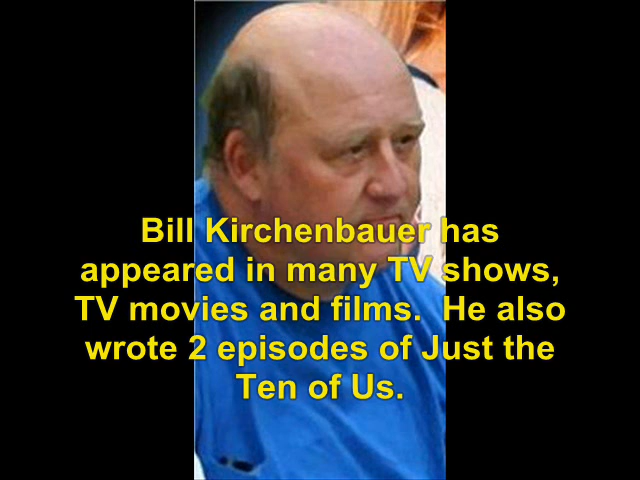 Bill Kirchenbauer has
appeared in many TV shows,
TV movies and films.  He also
wrote 2 episodes of Just the
Ten of Us.